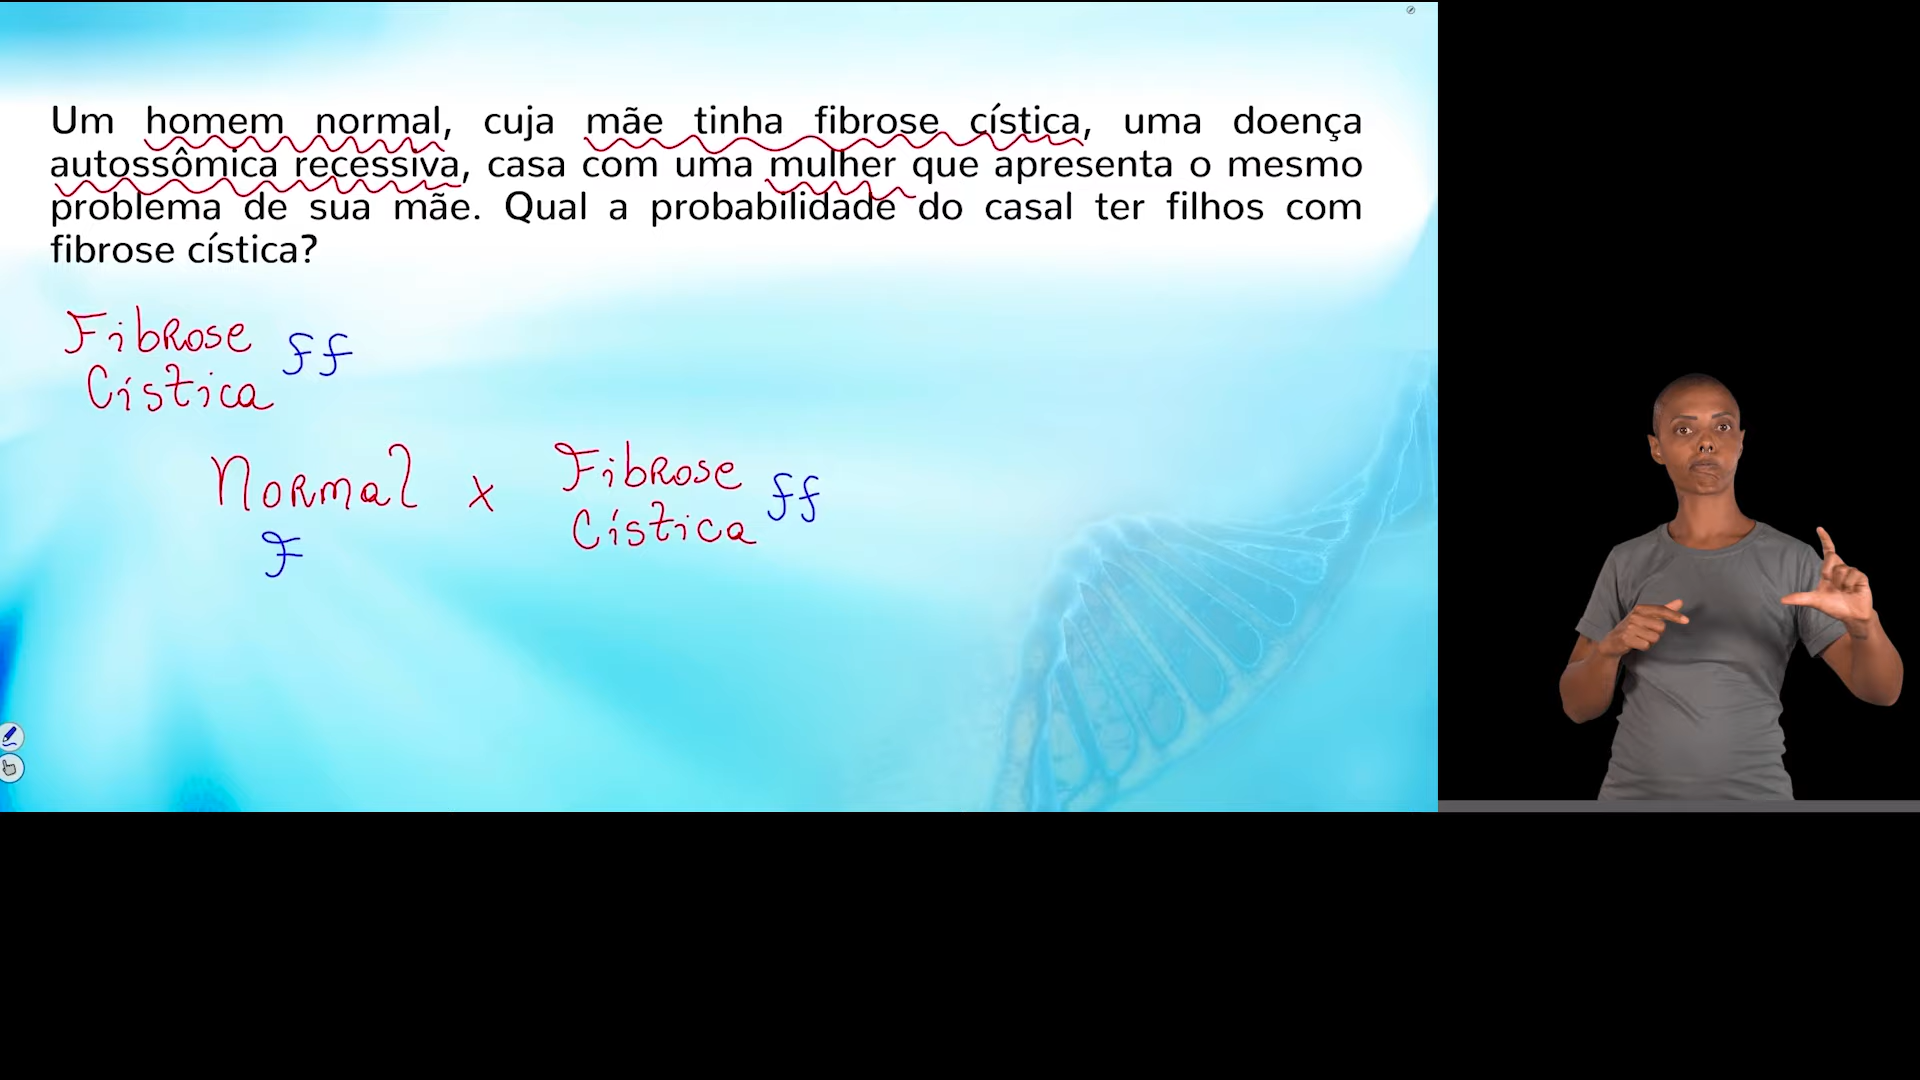 Um homem normal, cuja mãe tinha fibrose cística, uma doença
autossômica recessiva, casa com uma mulher que apresenta o mesmo
problema de sua mãe. Qual a probabilidade do casal ter filhos com
fibrose cística?
Fibrose ff
Cística
Normal x Fibrose ff
Cística
F